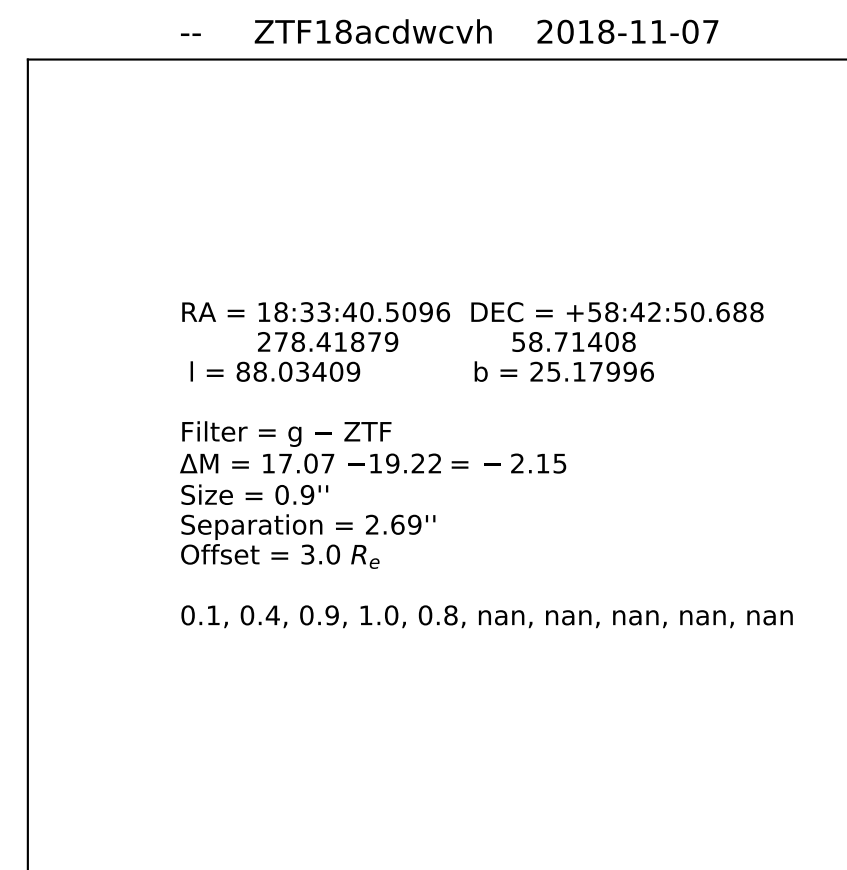 -- ZTF18acdwcvh 2018-11-07
RA = 18:33:40.5096 DEC = +58:42:50.688
278.41879 58.71408
l = 88.03409 b = 25.17996
Filter = g − ZTF
ΔM = 17.07 −19.22 = − 2.15
Size = 0.9''
Separation = 2.69''
Offset = 3.0 Rₑ
0.1, 0.4, 0.9, 1.0, 0.8, nan, nan, nan, nan, nan